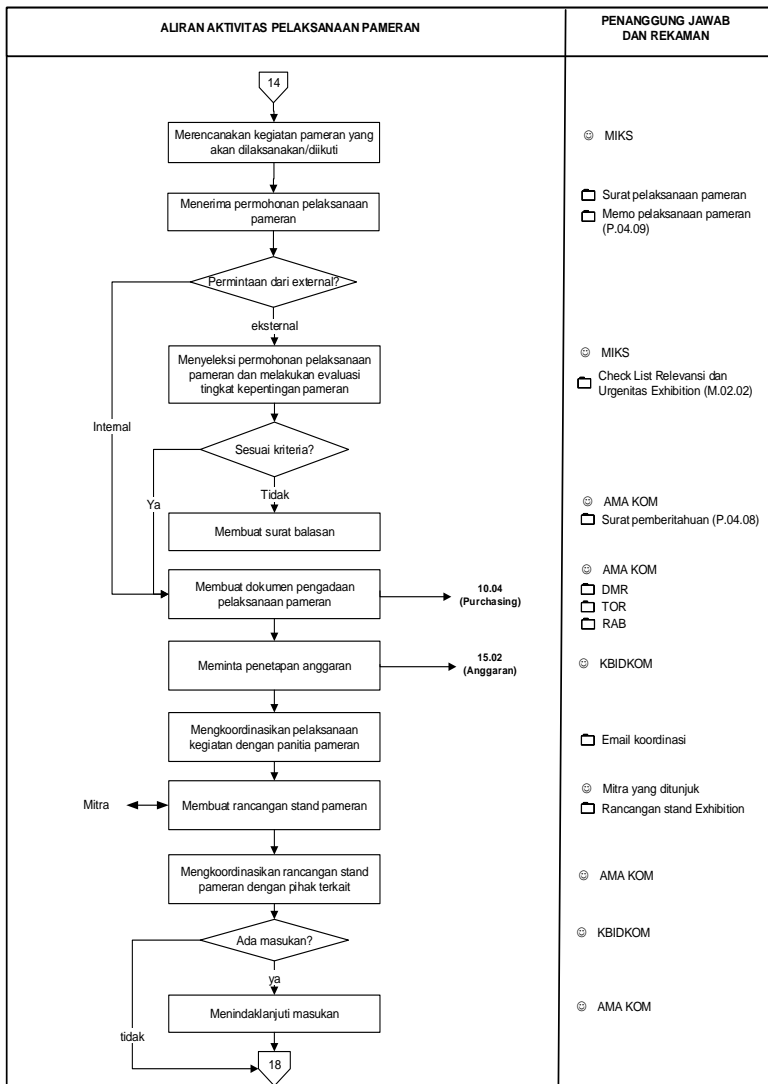 ALIRAN AKTIVITAS PELAKSANAAN PAMERAN
PENANGGUNG JAWAB
DAN REKAMAN
14
Merencanakan kegiatan pameran yang
akan dilaksanakan/diikuti
MIKS
Menerima permohonan pelaksanaan
pameran
Surat pelaksanaan pameran
Memo pelaksanaan pameran
(P.04.09)
Permintaan dari external?
eksternal
Internal
Menyeleksi permohonan pelaksanaan
pameran dan melakukan evaluasi
tingkat kepentingan pameran
MIKS
Check List Relevansi dan
Urgenitas Exhibition (M.02.02)
Sesuai kriteria?
Tidak
Ya
Membuat surat balasan
AMA KOM
Surat pemberitahuan (P.04.08)
Membuat dokumen pengadaan
pelaksanaan pameran
10.04
(Purchasing)
AMA KOM
DMR
TOR
RAB
Meminta penetapan anggaran
15.02
(Anggaran)
KBIDKOM
Mengkoordinasikan pelaksanaan
kegiatan dengan panitia pameran
Email koordinasi
Mitra
Membuat rancangan stand pameran
Mitra yang ditunjuk
Rancangan stand Exhibition
Mengkoordinasikan rancangan stand
pameran dengan pihak terkait
AMA KOM
Ada masukan?
KBIDKOM
ya
Menindaklanjuti masukan
AMA KOM
tidak
18